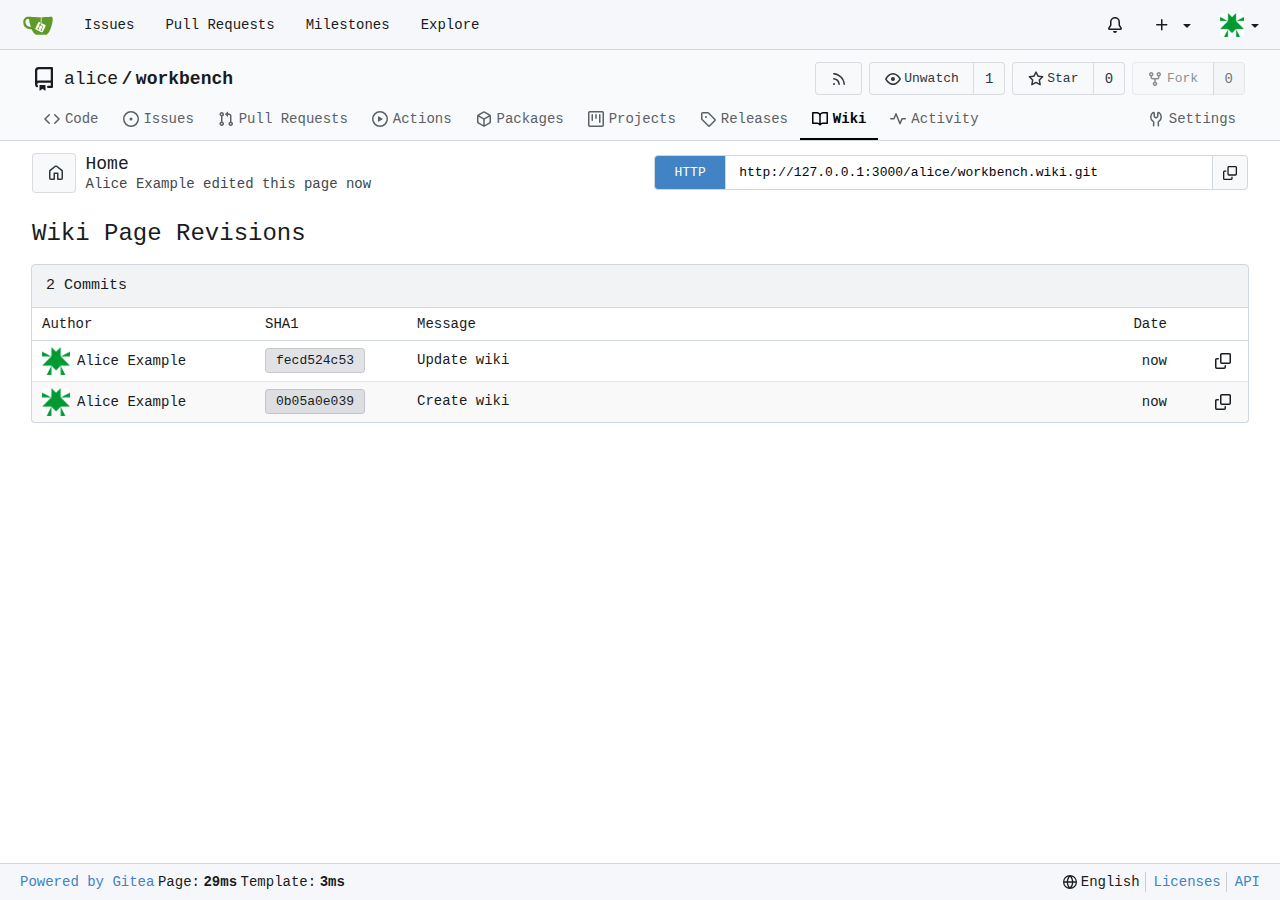 Issues Pull Requests Milestones Explore
alice/workbench
Unwatch 1 Star 0 Fork 0
Code Issues Pull Requests Actions Packages Projects Releases Wiki Activity Settings
Home
Alice Example edited this page now
HTTP http://127.0.0.1:3000/alice/workbench.wiki.git
Wiki Page Revisions
2 Commits
Author SHA1 Message Date
Alice Example fecd524c53 Update wiki now
Alice Example 0b05a0e039 Create wiki now
Powered by Gitea Page: 29ms Template: 3ms English Licenses API